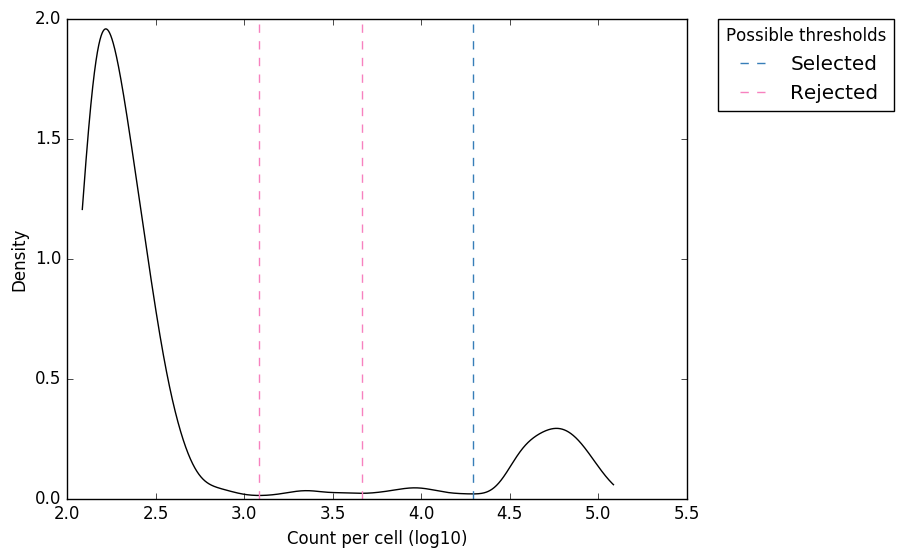 Possible thresholds
Selected
Rejected
2.0
1.5
1.0
0.5
0.0
Density
2.0 2.5 3.0 3.5 4.0 4.5 5.0 5.5
Count per cell (log10)